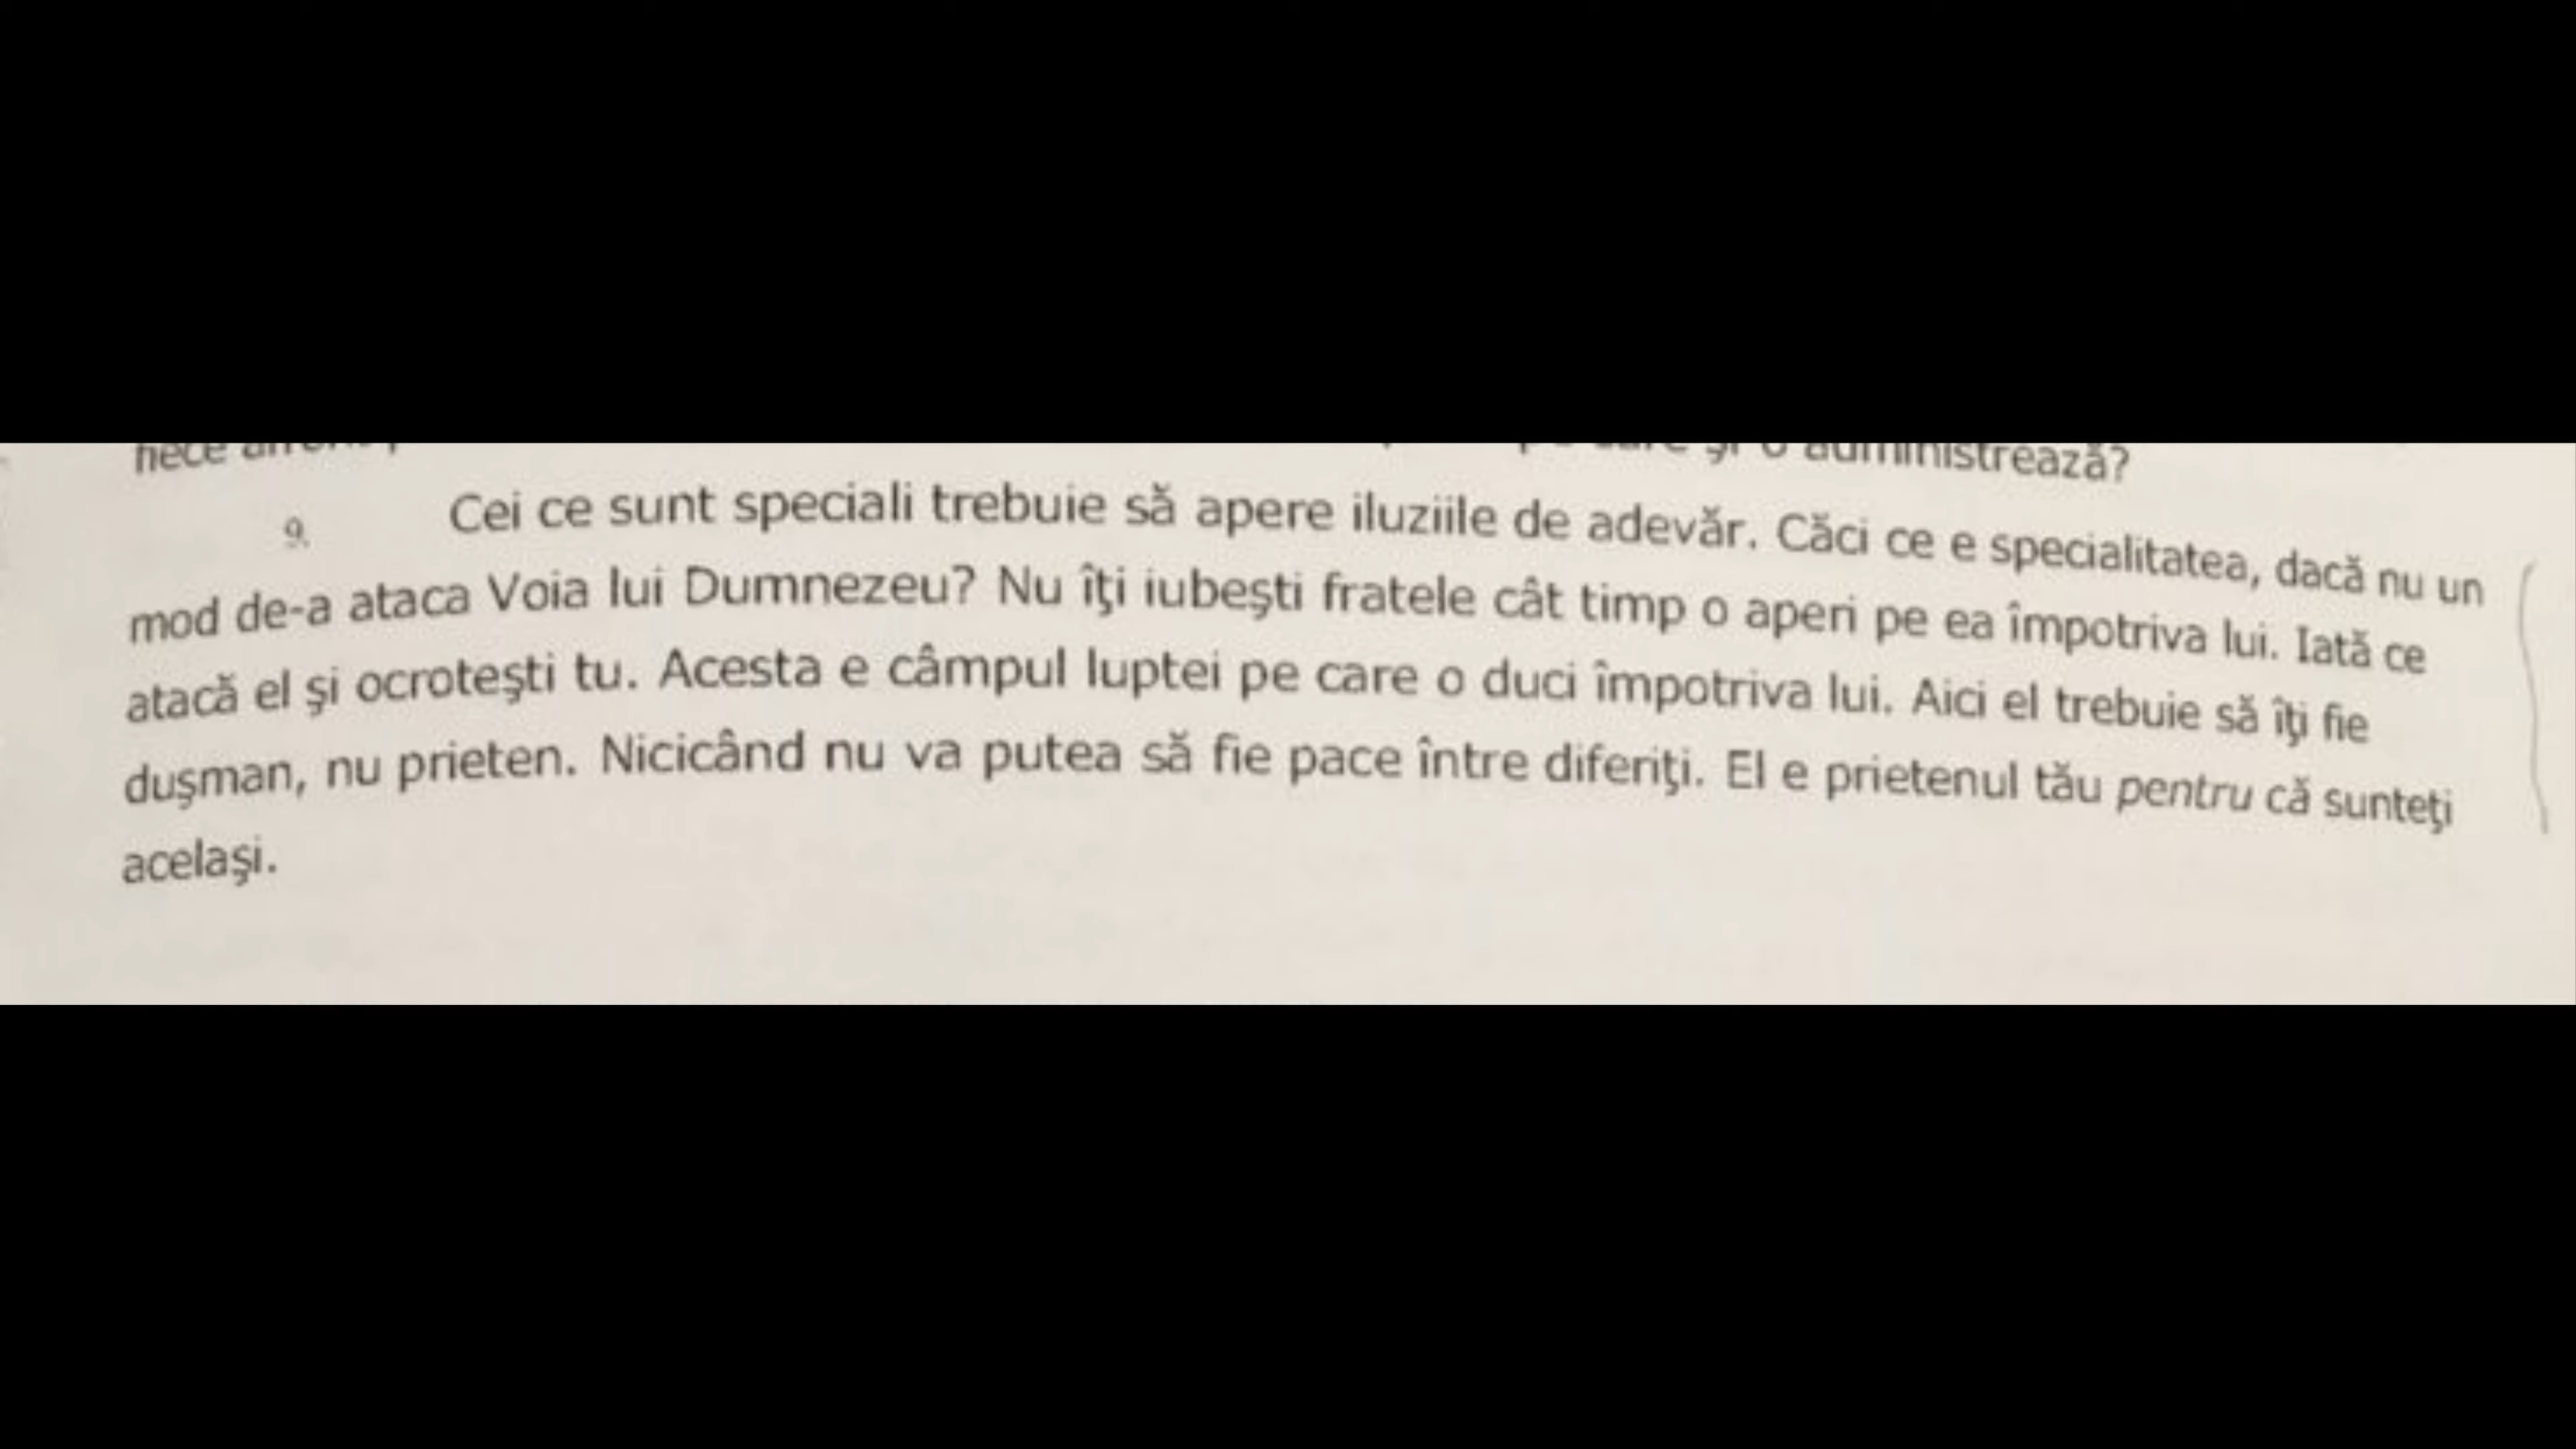 și o administrează?
9. Cei ce sunt speciali trebuie să apere iluziile de adevăr. Căci ce e specialitatea, dacă nu un
mod de-a ataca Voia lui Dumnezeu? Nu îţi iubeşti fratele cât timp o aperi pe ea împotriva lui. Iată ce
atacă el şi ocroteşti tu. Acesta e câmpul luptei pe care o duci împotriva lui. Aici el trebuie să îţi fie
duşman, nu prieten. Nicicând nu va putea să fie pace între diferiţi. El e prietenul tău pentru că sunteţi
acelaşi.